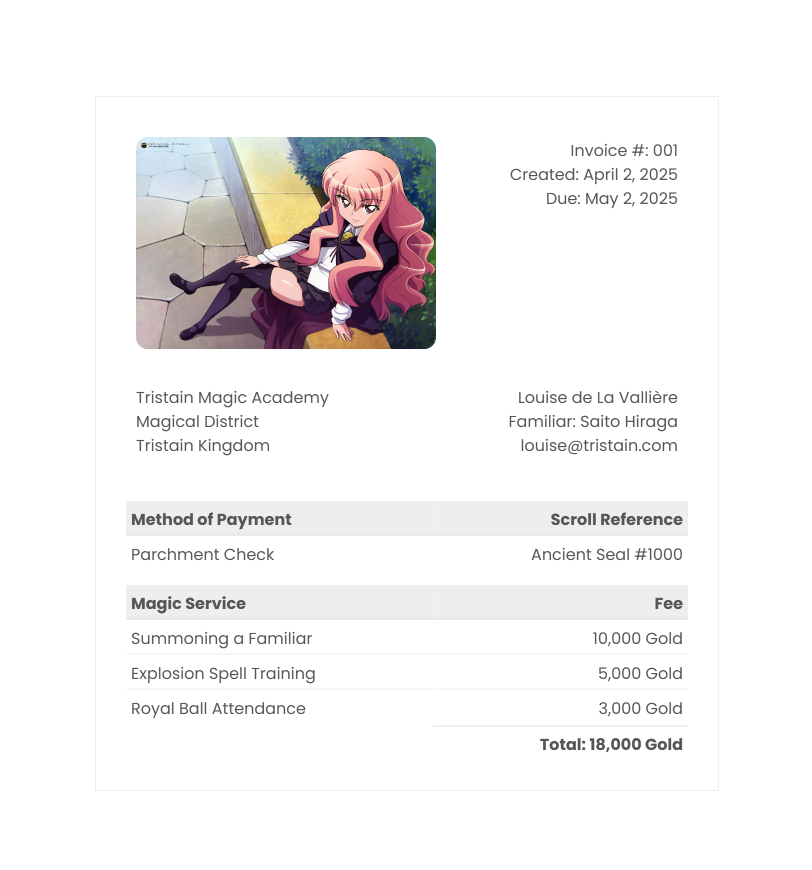 Invoice #: 001
Created: April 2, 2025
Due: May 2, 2025
Tristain Magic Academy
Magical District
Tristain Kingdom
Louise de La Vallière
Familiar: Saito Hiraga
louise@tristain.com
Method of Payment Scroll Reference
Parchment Check Ancient Seal #1000
Magic Service Fee
Summoning a Familiar 10,000 Gold
Explosion Spell Training 5,000 Gold
Royal Ball Attendance 3,000 Gold
Total: 18,000 Gold